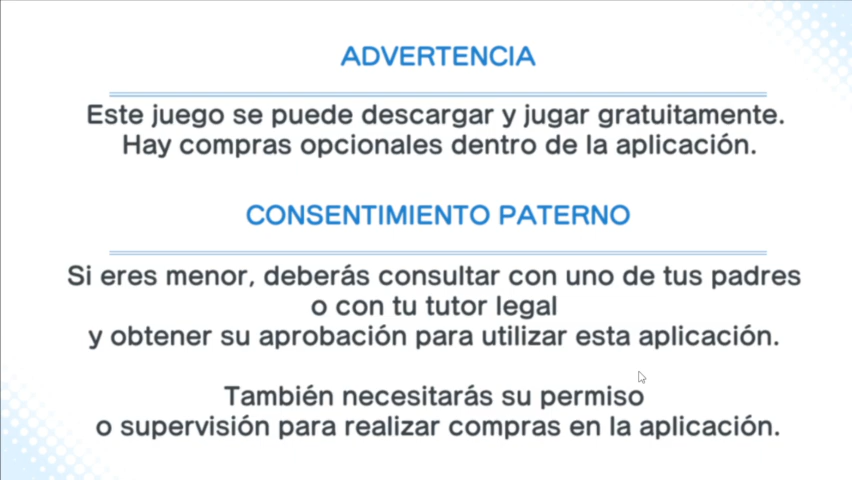 ADVERTENCIA
Este juego se puede descargar y jugar gratuitamente.
Hay compras opcionales dentro de la aplicación.
CONSENTIMIENTO PATERNO
Si eres menor, deberás consultar con uno de tus padres
o con tu tutor legal
y obtener su aprobación para utilizar esta aplicación.
También necesitarás su permiso
o supervisión para realizar compras en la aplicación.